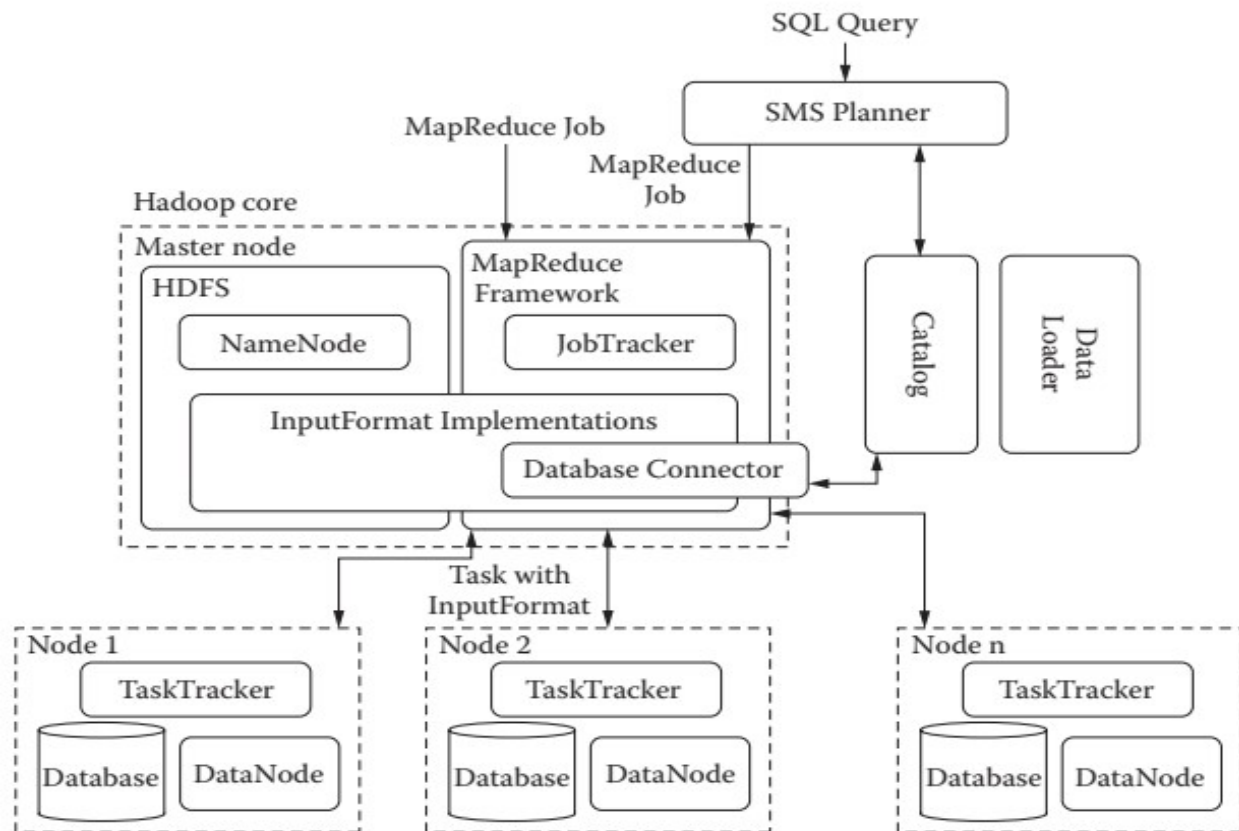 SQL Query
SMS Planner
MapReduce Job
MapReduce
Job
Hadoop core
Master node
HDFS
MapReduce
Framework
NameNode
JobTracker
InputFormat Implementations
Database Connector
Catalog
Data
Loader
Task with
InputFormat
Node 1
TaskTracker
Database
DataNode
Node 2
TaskTracker
Database
DataNode
Node n
TaskTracker
Database
DataNode